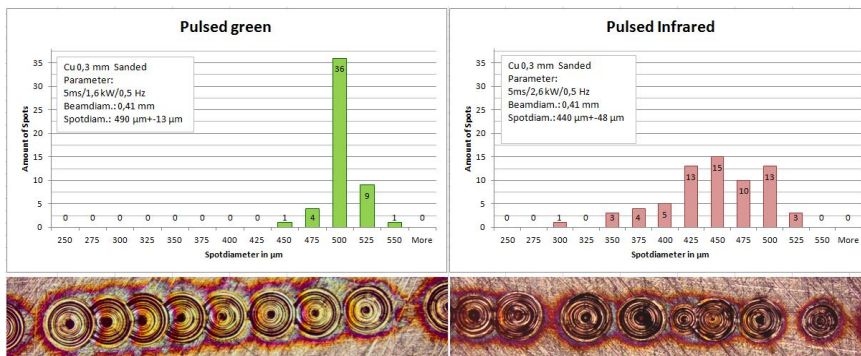 Pulsed green
Cu 0,3 mm Sanded
Parameter:
5ms/1,6 kW/0,5 Hz
Beamdiam.: 0,41 mm
Spotdiam.: 490 µm+-13 µm
Amount of Spots
35
30
25
20
15
10
5
0
0 0 0 0 0 0 0 0 1 4 36 9 1 0
250 275 300 325 350 375 400 425 450 475 500 525 550 More
Spotdiameter in µm
Pulsed Infrared
Cu 0,3 mm Sanded
Parameter:
5ms/1,6 kW/0,5 Hz
Beamdiam.: 0,41 mm
Spotdiam.: 440 µm+-48 µm
Amount of Spots
35
30
25
20
15
10
5
0
0 0 1 0 3 4 5 13 15 10 13 3 0 0
250 275 300 325 350 375 400 425 450 475 500 525 550 More
Spotdiameter in µm